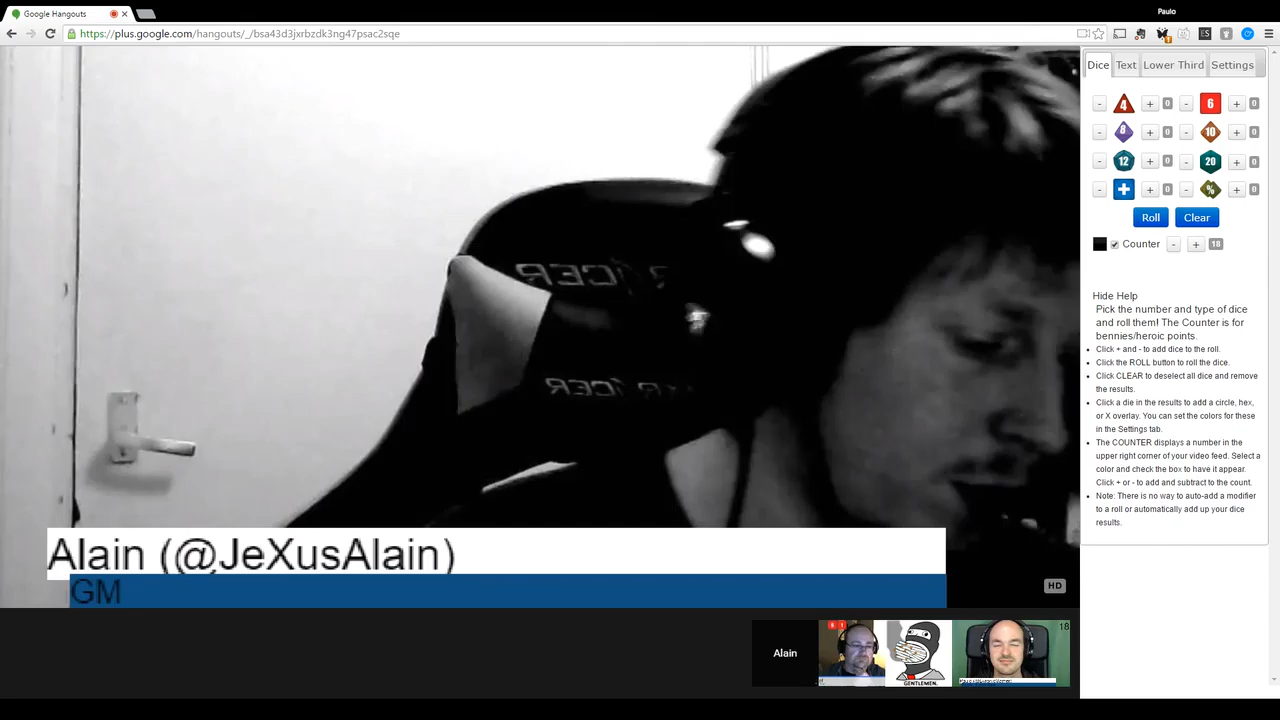 Google Hangouts
Paulo
https://plus.google.com/hangouts/_/bsa43d3jxrbzdk3ng47psac2sqe
ES
Dice Text Lower Third Settings
- 4 + 0 - 6 + 0
- 8 + 0 - 10 + 0
- 12 + 0 - 20 + 0
- + + 0 - % + 0
Roll Clear
Counter - + 18
Hide Help
Pick the number and type of dice
and roll them! The Counter is for
bennies/heroic points.
Click + and - to add dice to the roll.
Click the ROLL button to roll the dice.
Click CLEAR to deselect all dice and remove
the results.
Click a die in the results to add a circle, hex,
or X overlay. You can set the colors for these
in the Settings tab.
The COUNTER displays a number in the
upper right corner of your video feed. Select a
color and check the box to have it appear.
Click + or - to add and subtract to the count.
Note: There is no way to auto-add a modifier
to a roll or automatically add up your dice
results.
Alain (@JeXusAlain)
GM
HD
Alain
GENTLEMEN.
18